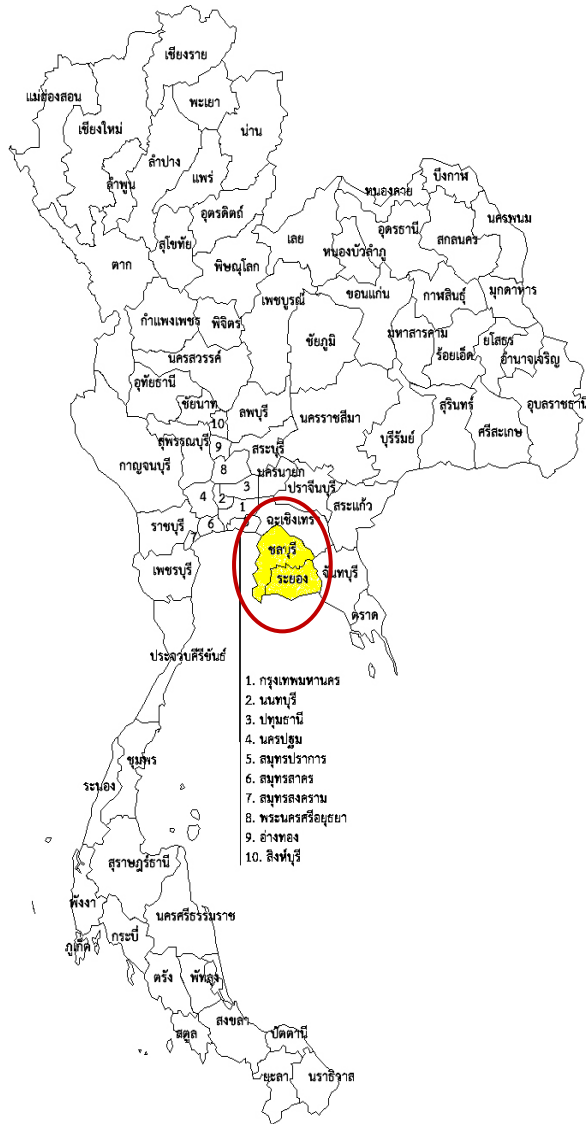 เชียงราย
แม่ฮ่องสอน
พะเยา
เชียงใหม่
น่าน
ลำปาง
แพร่
ลำพูน
อุตรดิตถ์
สุโขทัย
ตาก
พิษณุโลก
เลย
หนองคาย
บึงกาฬ
นครพนม
อุดรธานี
สกลนคร
หนองบัวลำภู
เพชรบูรณ์
ขอนแก่น
กาฬสินธุ์
มุกดาหาร
กำแพงเพชร
พิจิตร
ชัยภูมิ
มหาสารคาม
ร้อยเอ็ด
ยโสธร
อำนาจเจริญ
นครสวรรค์
อุทัยธานี
ชัยนาท
ลพบุรี
นครราชสีมา
บุรีรัมย์
สุรินทร์
ศรีสะเกษ
อุบลราชธานี
10
สุพรรณบุรี
9
สระบุรี
กาญจนบุรี
8
นครนายก
3
ปราจีนบุรี
4
2
1
สระแก้ว
ราชบุรี
6
5
7
ฉะเชิงเทรา
ชลบุรี
ระยอง
จันทบุรี
เพชรบุรี
ตราด
ประจวบคีรีขันธ์
1. กรุงเทพมหานคร
2. นนทบุรี
3. ปทุมธานี
4. นครปฐม
5. สมุทรปราการ
6. สมุทรสาคร
7. สมุทรสงคราม
8. พระนครศรีอยุธยา
9. อ่างทอง
10. สิงห์บุรี
ชุมพร
ระนอง
สุราษฎร์ธานี
พังงา
นครศรีธรรมราช
กระบี่
ภูเก็ต
ตรัง
พัทลุง
สงขลา
สตูล
ปัตตานี
ยะลา
นราธิวาส